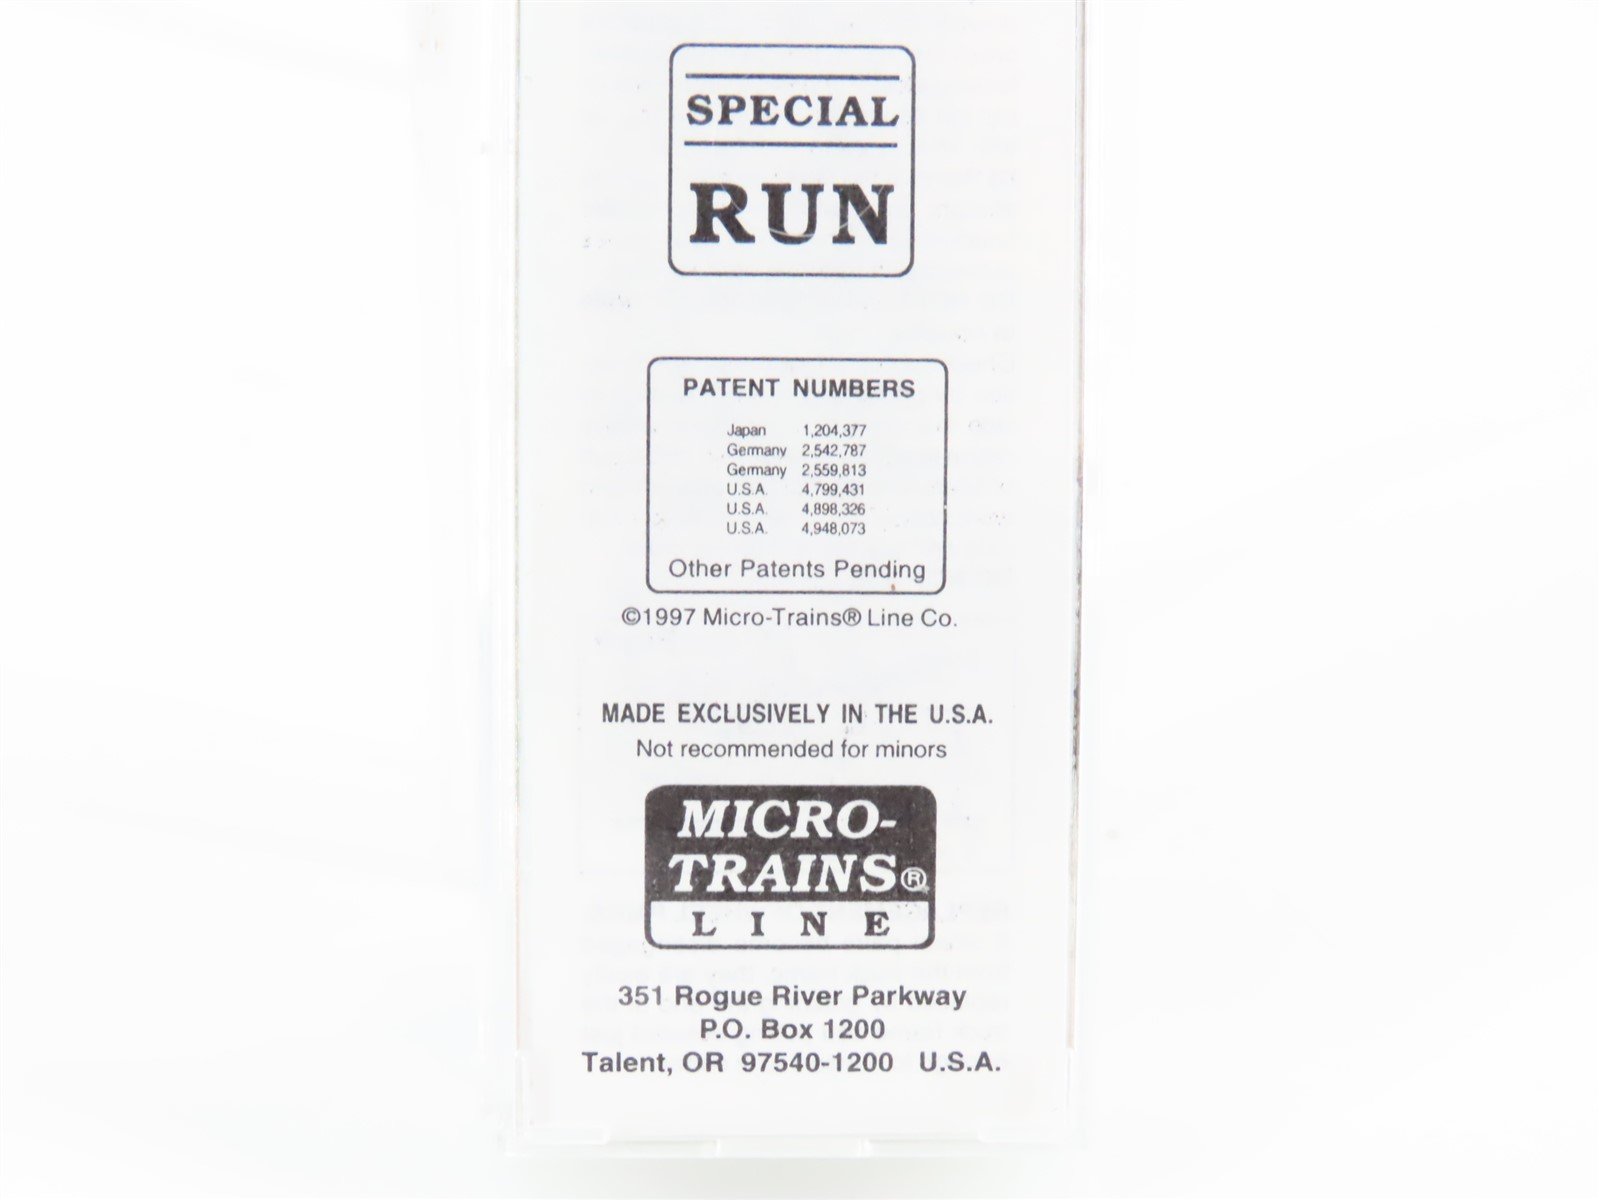 SPECIAL
RUN
PATENT NUMBERS
Japan 1,204,377
Germany 2,542,787
Germany 2,559,813
U.S.A. 4,799,431
U.S.A. 4,898,326
U.S.A. 4,948,073
Other Patents Pending
©1997 Micro-Trains® Line Co.
MADE EXCLUSIVELY IN THE U.S.A.
Not recommended for minors
MICRO-
TRAINS®
LINE
351 Rogue River Parkway
P.O. Box 1200
Talent, OR 97540-1200 U.S.A.